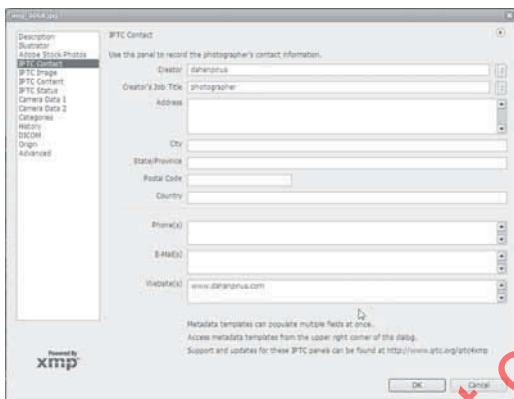 IPTC Contact
Description
Illustrator
Adobe Stock Photos
IPTC Contact
IPTC Image
IPTC Content
IPTC Status
Camera Data 1
Camera Data 2
Categories
History
DICOM
Origin
Advanced
Use this panel to record the photographer's contact information.
Creator
Creator's Job Title photographer
Address
City
State/Province
Postal Code
Country
Phone(s)
E-Mail(s)
Website(s)
Metadata templates can populate multiple fields at once.
Access metadata templates from the upper right corner of the dialog.
Support and updates for these IPTC panels can be found at http://www.iptc.org/iptc4xmp
Powered By
xmp
OK Cancel